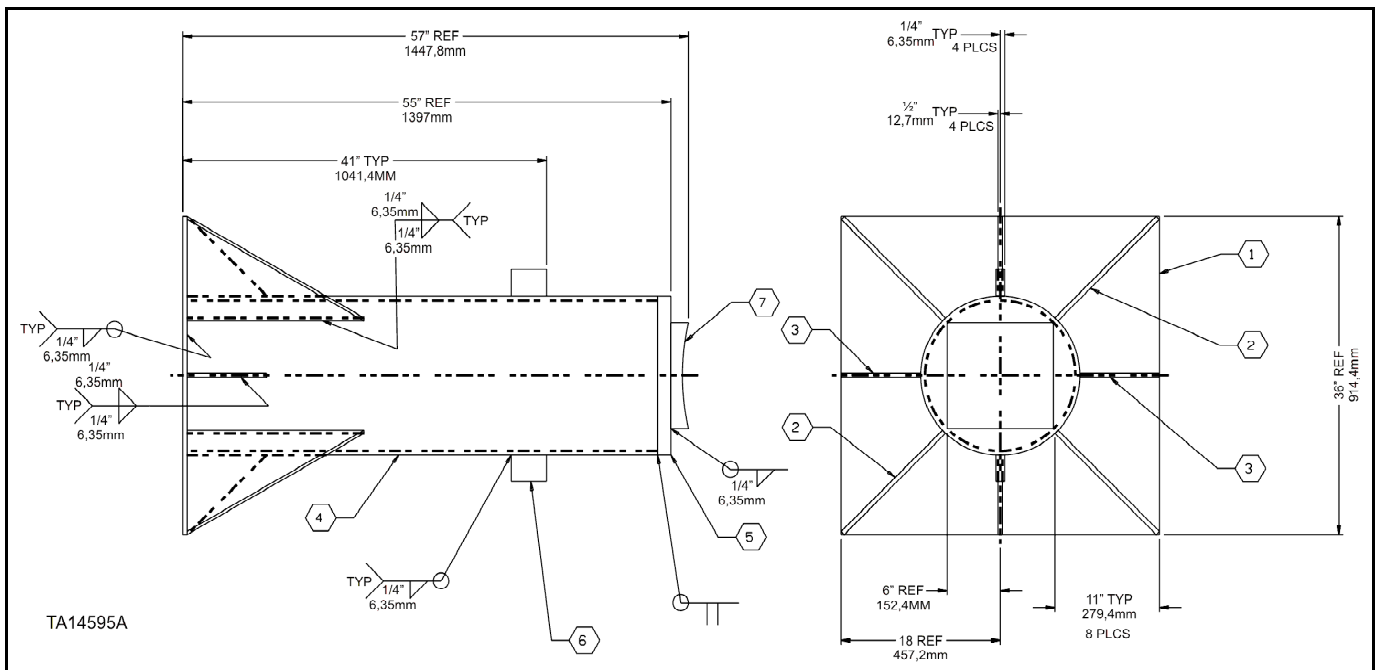 57" REF
1447,8mm
55" REF
1397mm
41" TYP
1041,4MM
1/4"
6,35mm
TYP
1/4"
6,35mm
TYP
1/4"
6,35mm
1/4"
6,35mm
TYP
1/4"
6,35mm
4
TYP
1/4"
6,35mm
6
5
7
1/4"
6,35mm
TA14595A
1/4"
6,35mm
TYP
4 PLCS
½"
12,7mm
TYP
4 PLCS
1
2
3
3
2
36" REF
914,4mm
6" REF
152,4MM
11" TYP
279,4mm
8 PLCS
18 REF
457,2mm